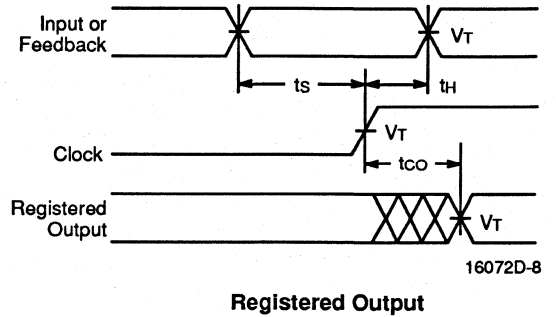 Input or
Feedback
VT
tS
tH
VT
Clock
tCO
Registered
Output
VT
16072D-8
Registered Output